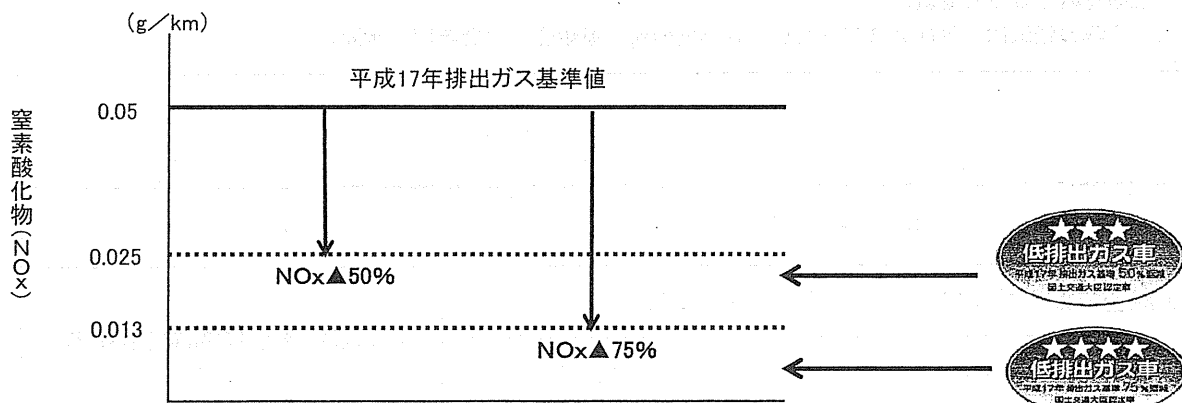 (g/km)
平成17年排出ガス基準値
窒素酸化物(NOx)
0.05
0.025
NOx▲50%
0.013
NOx▲75%
★★★
低排出ガス車
平成17年排出ガス基準50%低減
国土交通大臣認定車
★★★★
低排出ガス車
平成17年排出ガス基準75%低減
国土交通大臣認定車